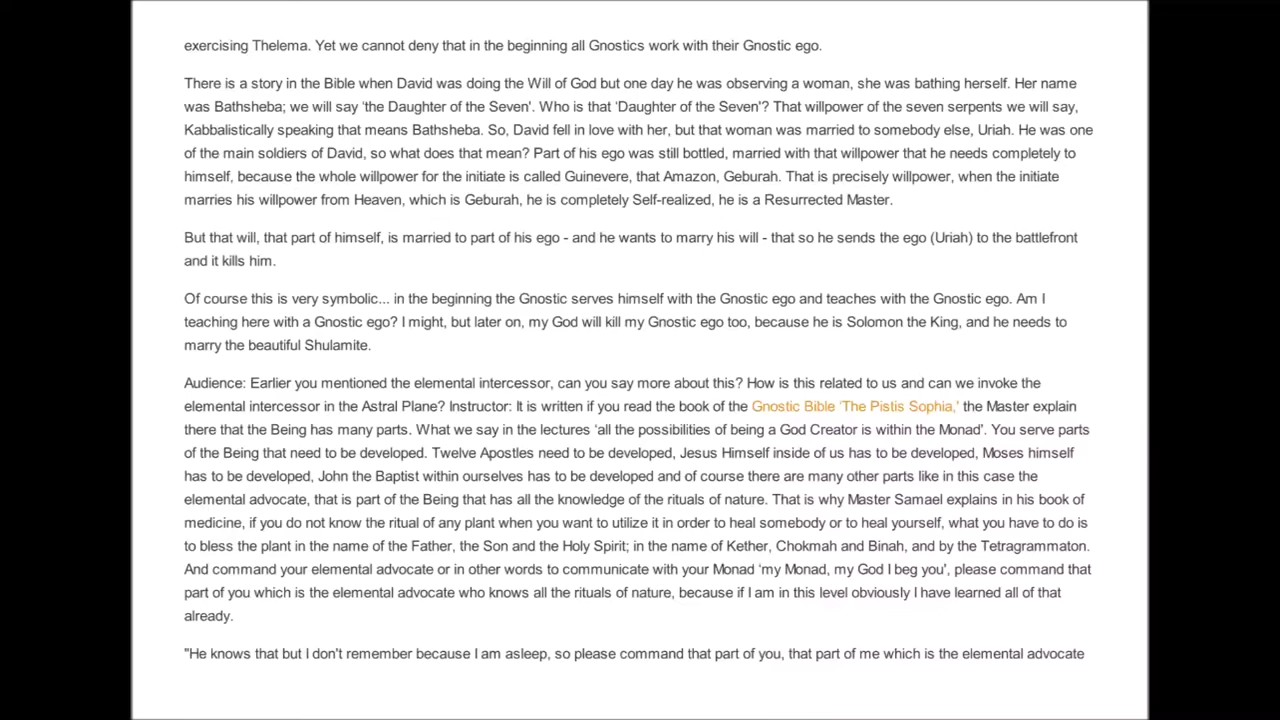 exercising Thelema. Yet we cannot deny that in the beginning all Gnostics work with their Gnostic ego.
There is a story in the Bible when David was doing the Will of God but one day he was observing a woman, she was bathing herself. Her name
was Bathsheba; we will say ‘the Daughter of the Seven'. Who is that ‘Daughter of the Seven'? That willpower of the seven serpents we will say,
Kabbalistically speaking that means Bathsheba. So, David fell in love with her, but that woman was married to somebody else, Uriah. He was one
of the main soldiers of David, so what does that mean? Part of his ego was still bottled, married with that willpower that he needs completely to
himself, because the whole willpower for the initiate is called Guinevere, that Amazon, Geburah. That is precisely willpower, when the initiate
marries his willpower from Heaven, which is Geburah, he is completely Self-realized, he is a Resurrected Master.
But that will, that part of himself, is married to part of his ego - and he wants to marry his will - that so he sends the ego (Uriah) to the battlefront
and it kills him.
Of course this is very symbolic... in the beginning the Gnostic serves himself with the Gnostic ego and teaches with the Gnostic ego. Am I
teaching here with a Gnostic ego? I might, but later on, my God will kill my Gnostic ego too, because he is Solomon the King, and he needs to
marry the beautiful Shulamite.
Audience: Earlier you mentioned the elemental intercessor, can you say more about this? How is this related to us and can we invoke the
elemental intercessor in the Astral Plane? Instructor: It is written if you read the book of the Gnostic Bible ‘The Pistis Sophia,’ the Master explain
there that the Being has many parts. What we say in the lectures ‘all the possibilities of being a God Creator is within the Monad'. You serve parts
of the Being that need to be developed. Twelve Apostles need to be developed, Jesus Himself inside of us has to be developed, Moses himself
has to be developed, John the Baptist within ourselves has to be developed and of course there are many other parts like in this case the
elemental advocate, that is part of the Being that has all the knowledge of the rituals of nature. That is why Master Samael explains in his book of
medicine, if you do not know the ritual of any plant when you want to utilize it in order to heal somebody or to heal yourself, what you have to do is
to bless the plant in the name of the Father, the Son and the Holy Spirit; in the name of Kether, Chokmah and Binah, and by the Tetragrammaton.
And command your elemental advocate or in other words to communicate with your Monad ‘my Monad, my God I beg you', please command that
part of you which is the elemental advocate who knows all the rituals of nature, because if I am in this level obviously I have learned all of that
already.
"He knows that but I don't remember because I am asleep, so please command that part of you, that part of me which is the elemental advocate